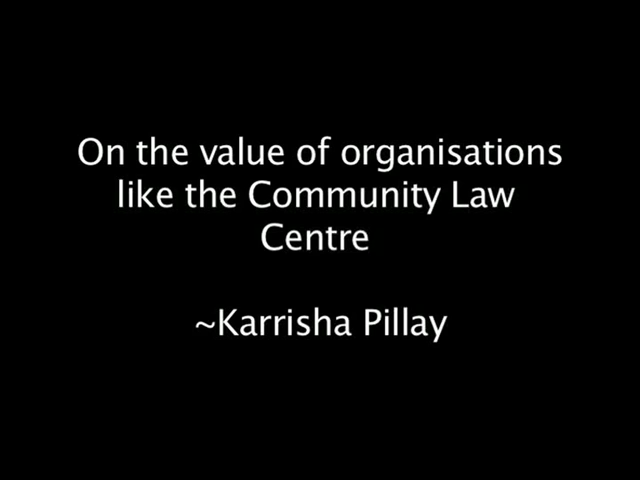 On the value of organisations
like the Community Law
Centre
~Karrisha Pillay